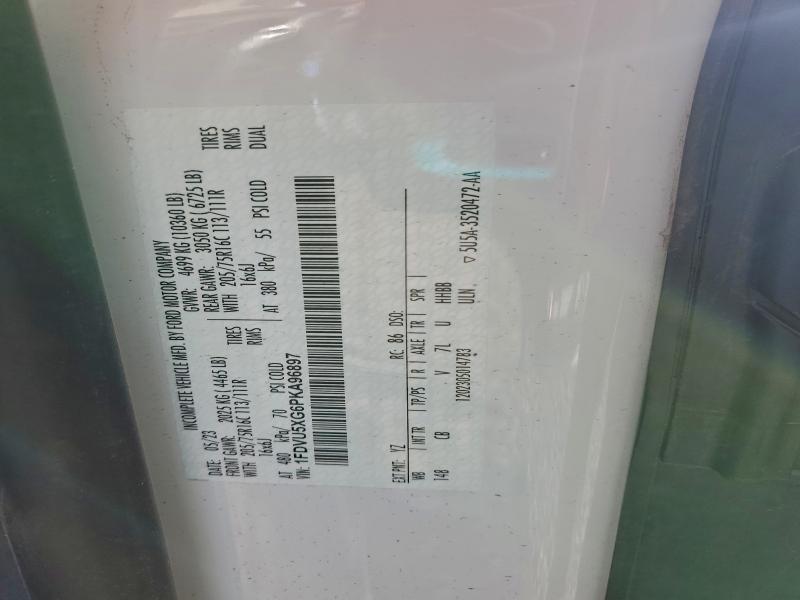 INCOMPLETE VEHICLE MFD. BY FORD MOTOR COMPANY
DATE: 05/23 GVWR: 4699 KG (10360 LB)
FRONT GAWR: 2025 KG (4465 LB) REAR GAWR: 3050 KG (6725 LB)
WITH 205/75R16C 113/111R TIRES WITH 205/75R16C 113/111R TIRES
16x6J RIMS 16x6J RIMS
AT 480 kPa/ 70 PSI COLD AT 380 kPa/ 55 PSI COLD DUAL
VIN: 1FDVU5XG6PKA96897
EXT PNT: YZ RC: 86 DSO:
WB | INT TR | TP/PS | R | AXLE | TR | SPR |
148 CB V 7L U HHBB
1202305014783 UUN
▽ 5U5A-3520472-AA